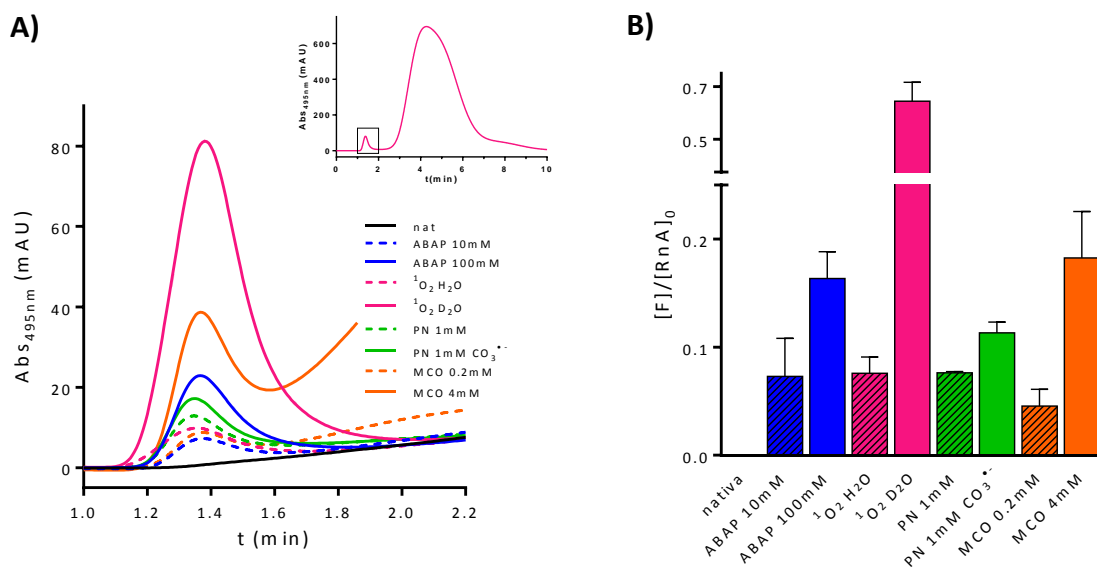 A)
Abs495nm (mAU)
80
60
40
20
0
1.0 1.2 1.4 1.6 1.8 2.0 2.2
t (min)
Abs495nm (mAU)
600
400
200
0
0 2 4 6 8 10
t(min)
nat
ABAP 10mM
ABAP 100mM
1O2 H2O
1O2 D2O
PN 1mM
PN 1mM CO3•-
MCO 0.2mM
MCO 4mM
B)
[F]/[RnA]0
0.7
0.5
0.2
0.1
0.0
nativa
ABAP 10mM
ABAP 100mM
1O2 H2O
1O2 D2O
PN 1mM
PN 1mM CO3•-
MCO 0.2mM
MCO 4mM